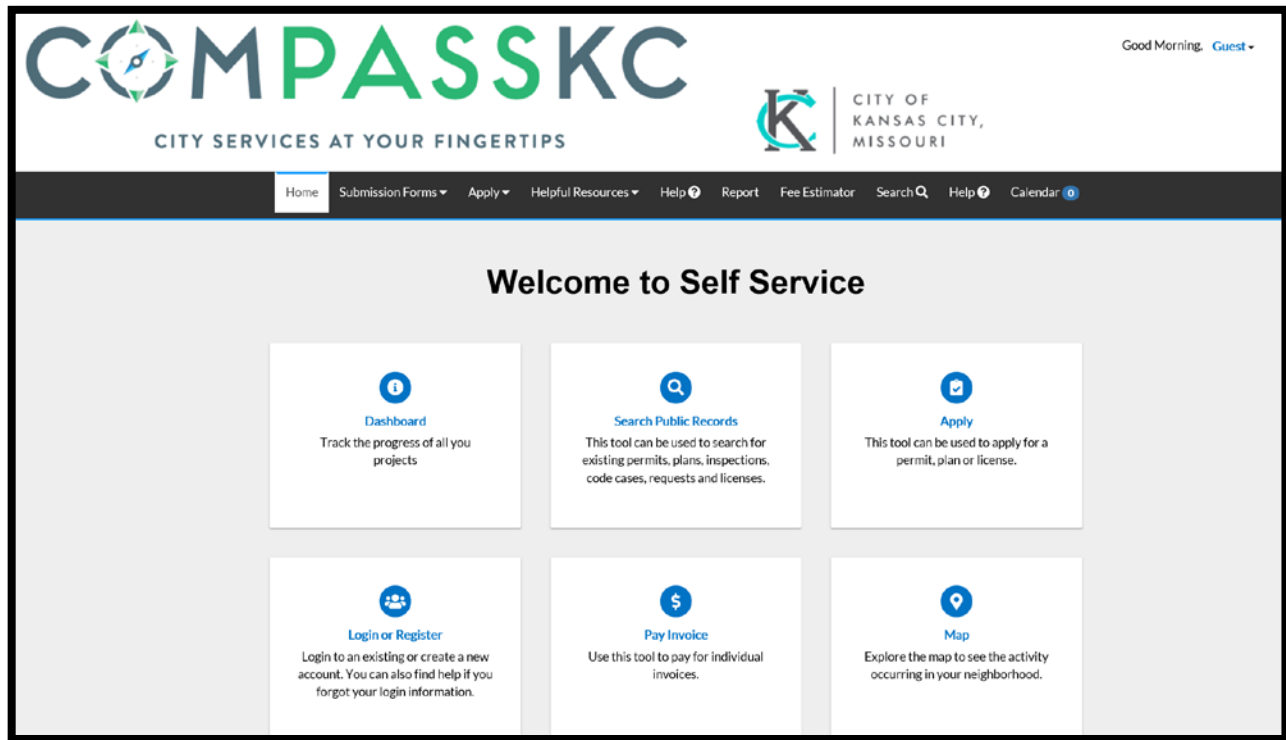 COMPASSKC
CITY SERVICES AT YOUR FINGERTIPS
KC
CITY OF
KANSAS CITY,
MISSOURI
Good Morning, Guest
Home Submission Forms Apply Helpful Resources Help ? Report Fee Estimator Search Help ? Calendar 0
Welcome to Self Service
Dashboard
Track the progress of all you
projects
Search Public Records
This tool can be used to search for
existing permits, plans, inspections,
code cases, requests and licenses.
Apply
This tool can be used to apply for a
permit, plan or license.
Login or Register
Login to an existing or create a new
account. You can also find help if you
forgot your login information.
$
Pay Invoice
Use this tool to pay for individual
invoices.
Map
Explore the map to see the activity
occurring in your neighborhood.